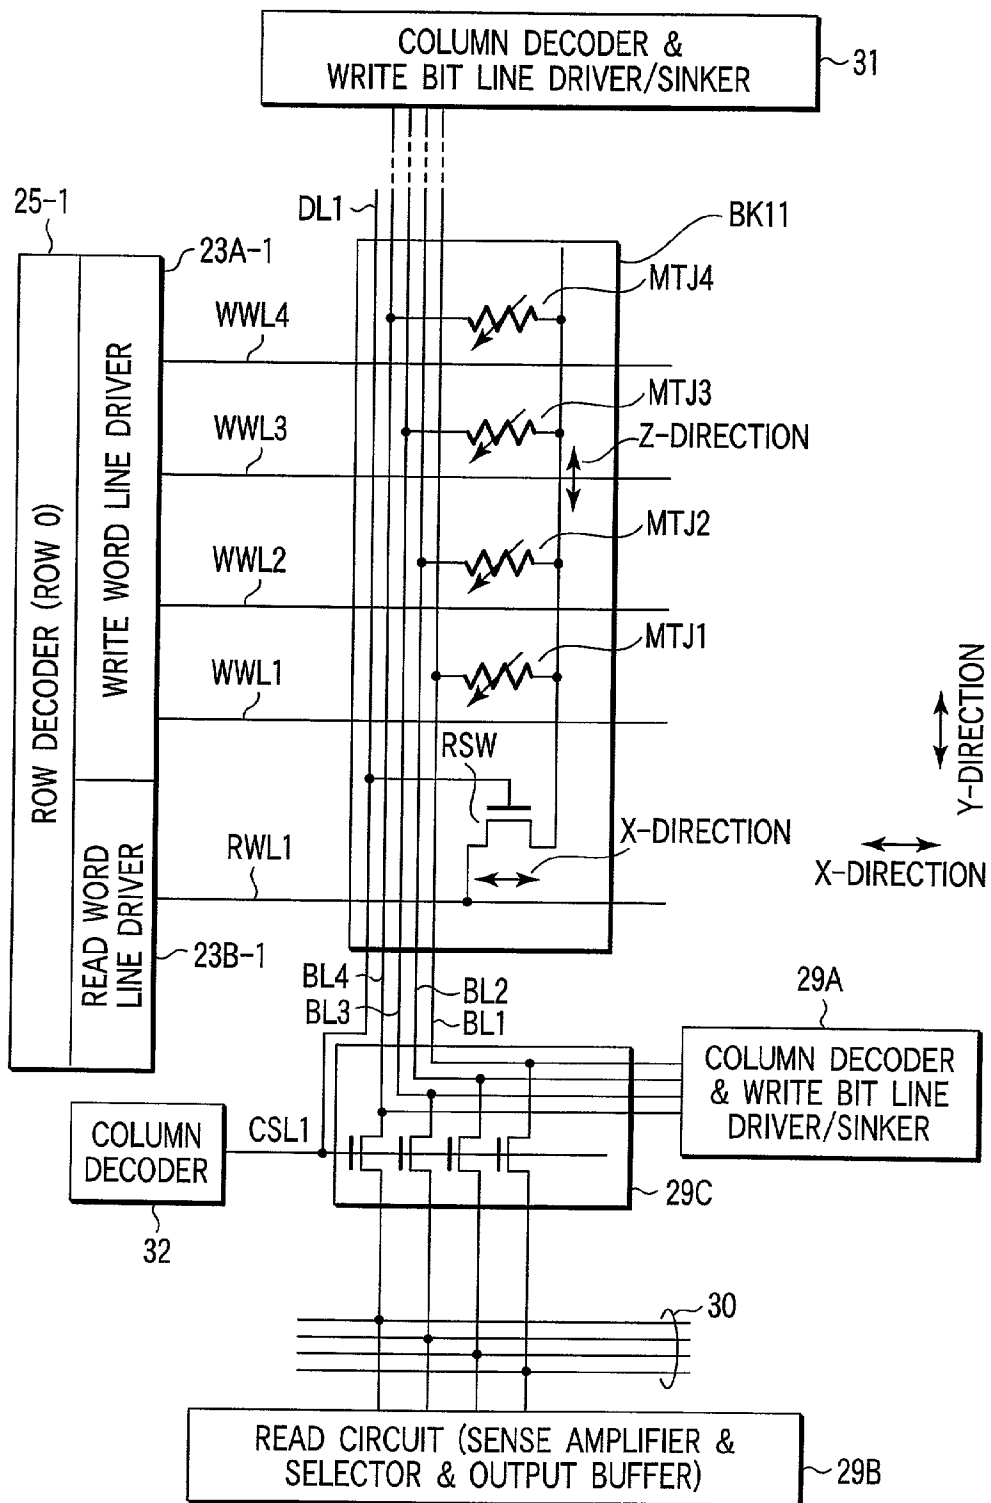 COLUMN DECODER &
WRITE BIT LINE DRIVER/SINKER
31
25-1
DL1
BK11
23A-1
MTJ4
WWL4
MTJ3
WWL3
Z-DIRECTION
MTJ2
WWL2
MTJ1
WWL1
ROW DECODER (ROW 0)
WRITE WORD LINE DRIVER
RSW
Y-DIRECTION
X-DIRECTION
X-DIRECTION
RWL1
READ WORD
LINE DRIVER
23B-1
BL4
BL3
BL2
BL1
29A
COLUMN DECODER
& WRITE BIT LINE
DRIVER/SINKER
COLUMN
DECODER
CSL1
29C
32
30
READ CIRCUIT (SENSE AMPLIFIER &
SELECTOR & OUTPUT BUFFER)
29B